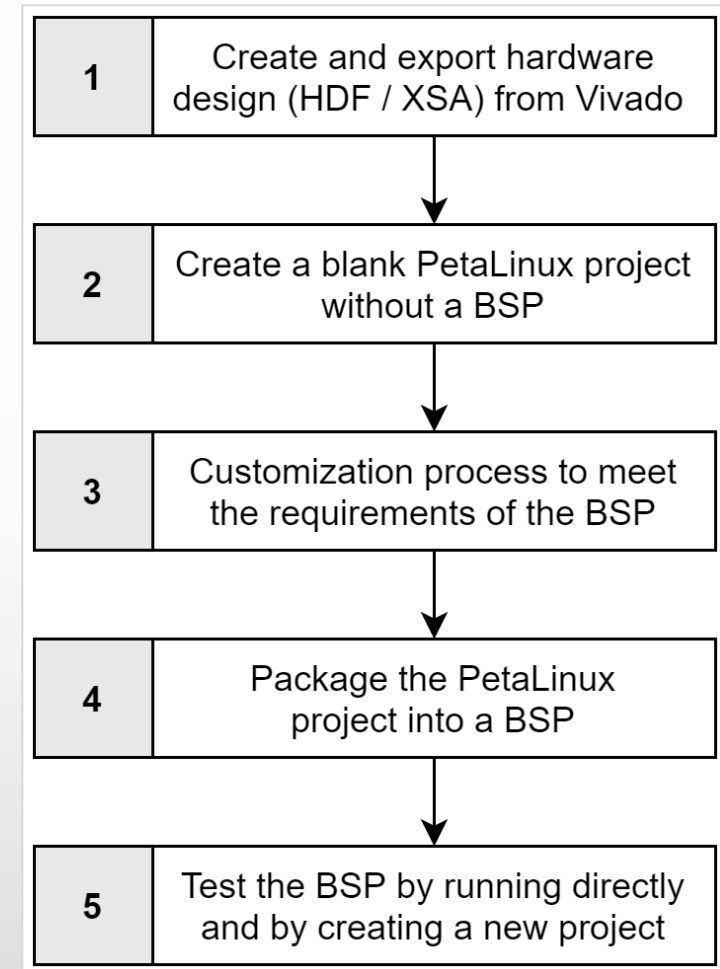 1
Create and export hardware
design (HDF / XSA) from Vivado
2
Create a blank PetaLinux project
without a BSP
3
Customization process to meet
the requirements of the BSP
4
Package the PetaLinux
project into a BSP
5
Test the BSP by running directly
and by creating a new project